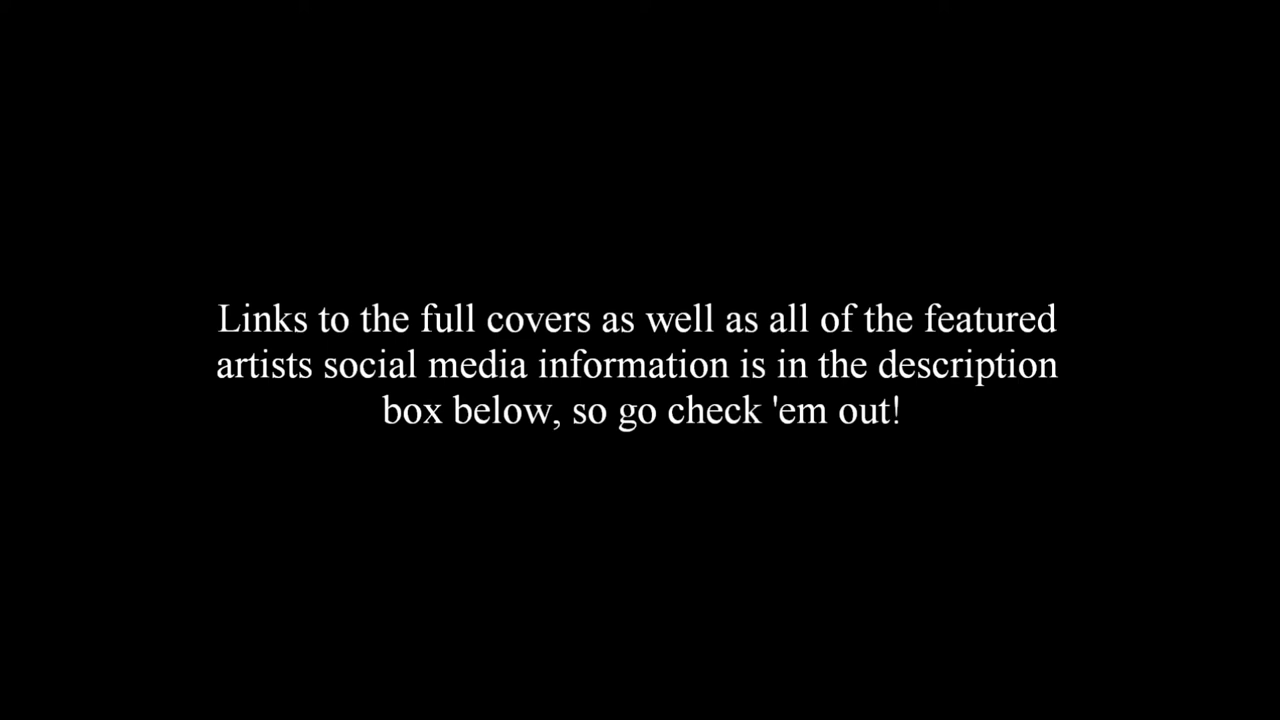 Links to the full covers as well as all of the featured
artists social media information is in the description
box below, so go check 'em out!